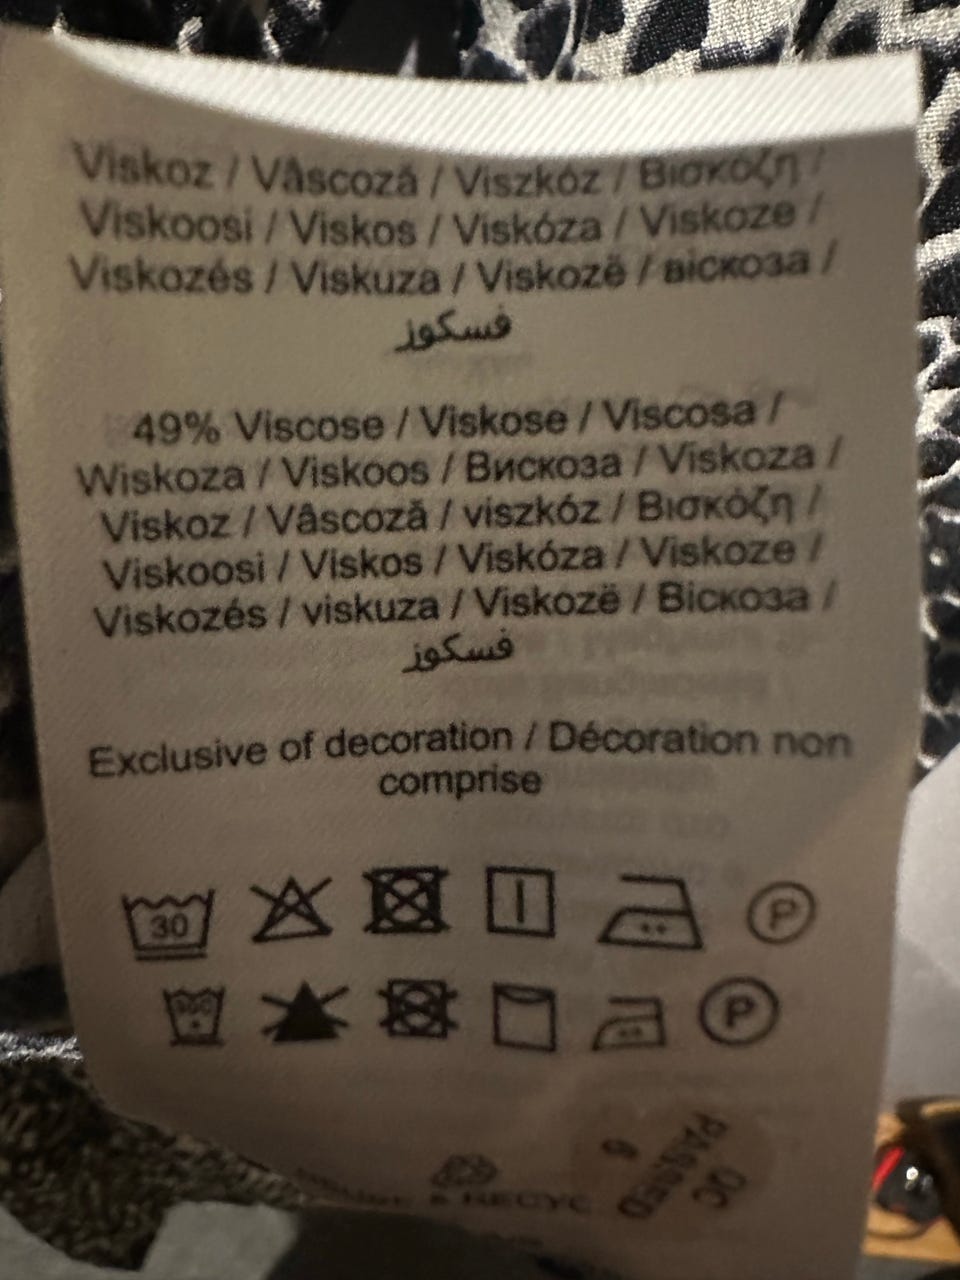 Viskoz / Vâscoză / Viszkóz / Βισκόζη /
Viskoosi / Viskos / Viskóza / Viskoze /
Viskozés / Viskuza / Viskozë / віскоза /
فسكوز
49% Viscose / Viskose / Viscosa /
Wiskoza / Viskoos / Вискоза / Viskoza /
Viskoz / Vâscoză / viszkóz / Βισκόζη /
Viskoosi / Viskos / Viskóza / Viskoze /
Viskozés / viskuza / Viskozë / Віскоза /
فسكوز
Exclusive of decoration / Décoration non
comprise
30 P
P
& RECYC
QC
PASSED
6